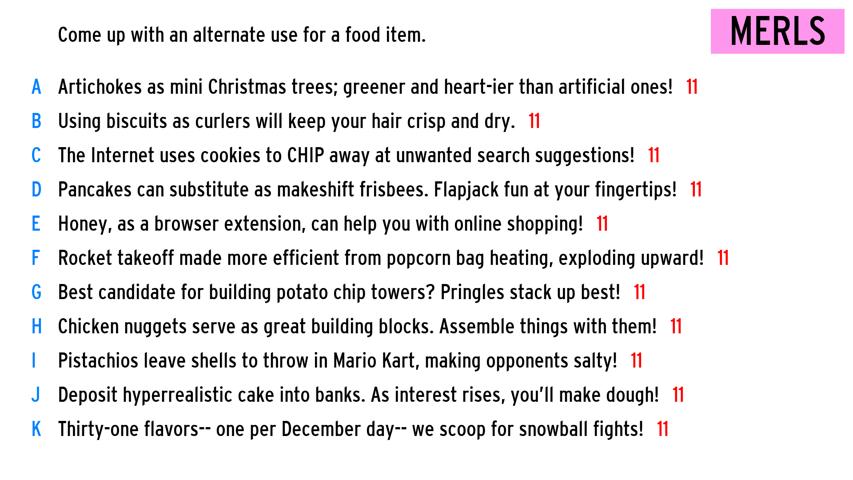 Come up with an alternate use for a food item.
MERLS
A Artichokes as mini Christmas trees; greener and heart-ier than artificial ones! 11
B Using biscuits as curlers will keep your hair crisp and dry. 11
C The Internet uses cookies to CHIP away at unwanted search suggestions! 11
D Pancakes can substitute as makeshift frisbees. Flapjack fun at your fingertips! 11
E Honey, as a browser extension, can help you with online shopping! 11
F Rocket takeoff made more efficient from popcorn bag heating, exploding upward! 11
G Best candidate for building potato chip towers? Pringles stack up best! 11
H Chicken nuggets serve as great building blocks. Assemble things with them! 11
I Pistachios leave shells to throw in Mario Kart, making opponents salty! 11
J Deposit hyperrealistic cake into banks. As interest rises, you'll make dough! 11
K Thirty-one flavors-- one per December day-- we scoop for snowball fights! 11